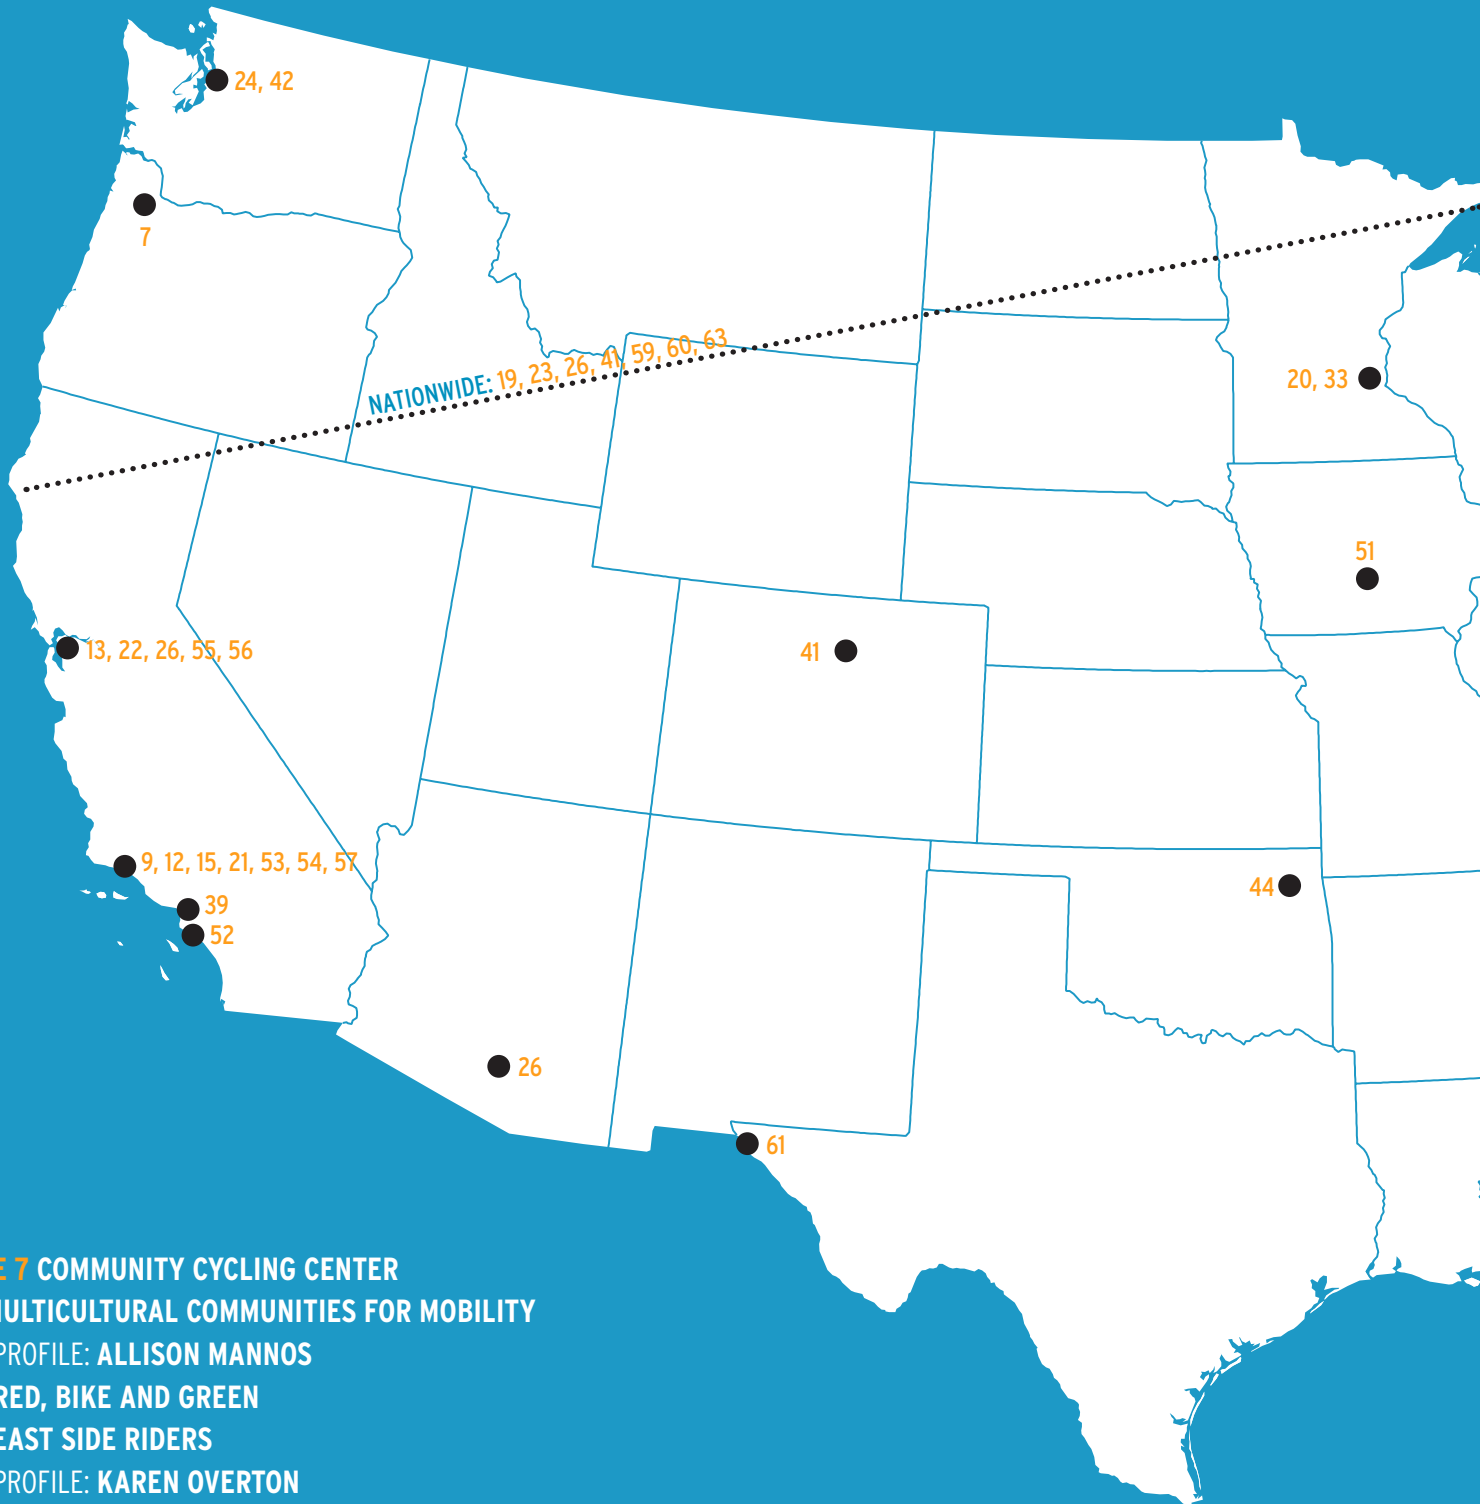 24, 42
7
NATIONWIDE: 19, 23, 26, 41, 59, 60, 63
20, 33
51
13, 22, 26, 55, 56
41
9, 12, 15, 21, 53, 54, 57
44
39
52
26
61
E 7 COMMUNITY CYCLING CENTER
MULTICULTURAL COMMUNITIES FOR MOBILITY
PROFILE: ALLISON MANNOS
RED, BIKE AND GREEN
EAST SIDE RIDERS
PROFILE: KAREN OVERTON